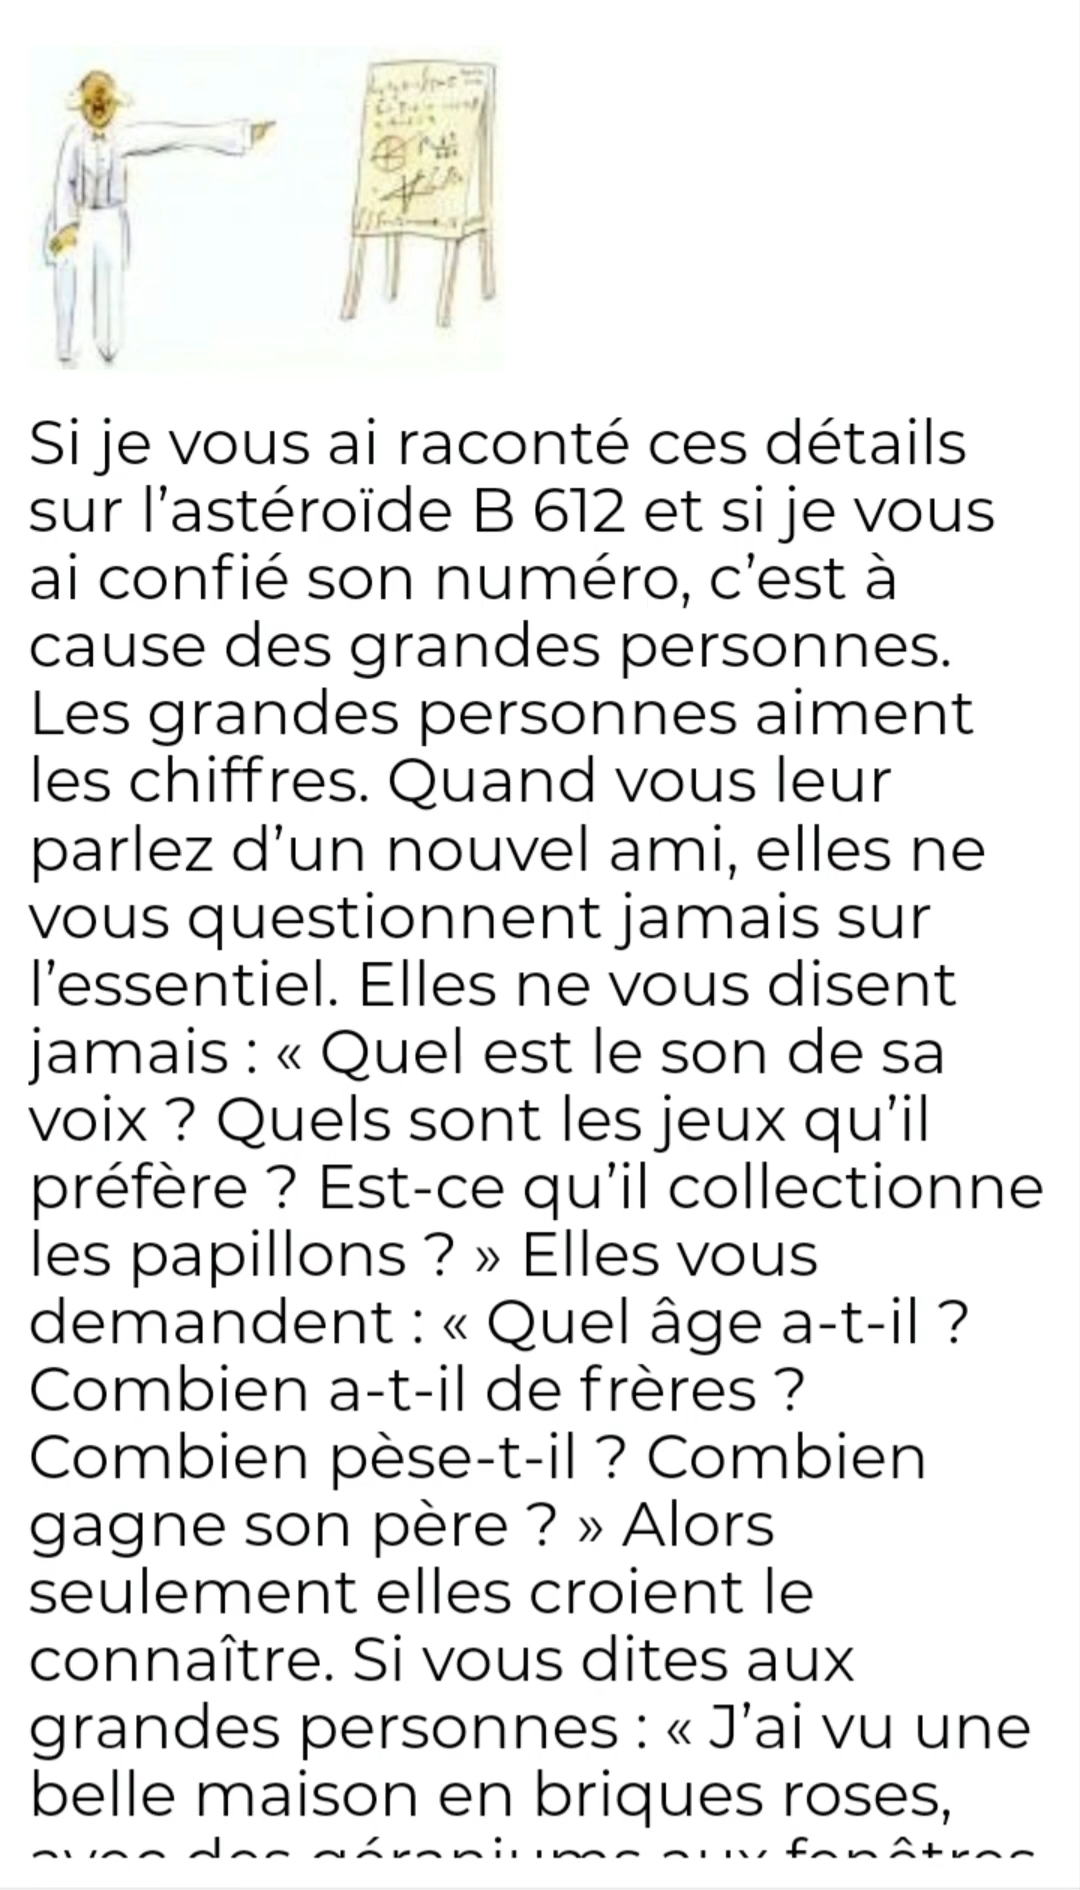 Si je vous ai raconté ces détails
sur l’astéroïde B 612 et si je vous
ai confié son numéro, c’est à
cause des grandes personnes.
Les grandes personnes aiment
les chiffres. Quand vous leur
parlez d’un nouvel ami, elles ne
vous questionnent jamais sur
l’essentiel. Elles ne vous disent
jamais : « Quel est le son de sa
voix ? Quels sont les jeux qu’il
préfère ? Est-ce qu’il collectionne
les papillons ? » Elles vous
demandent : « Quel âge a-t-il ?
Combien a-t-il de frères ?
Combien pèse-t-il ? Combien
gagne son père ? » Alors
seulement elles croient le
connaître. Si vous dites aux
grandes personnes : « J’ai vu une
belle maison en briques roses,
avec des géraniums aux fenêtres